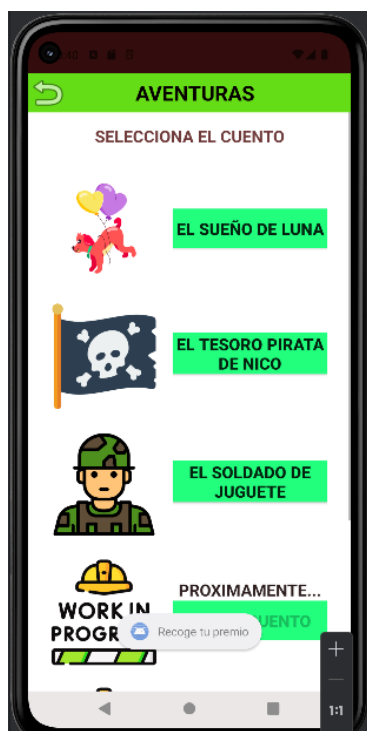 AVENTURAS
SELECCIONA EL CUENTO
EL SUEÑO DE LUNA
EL TESORO PIRATA
DE NICO
EL SOLDADO DE
JUGUETE
PROXIMAMENTE...
WORK IN
Recoge tu premio
1:1